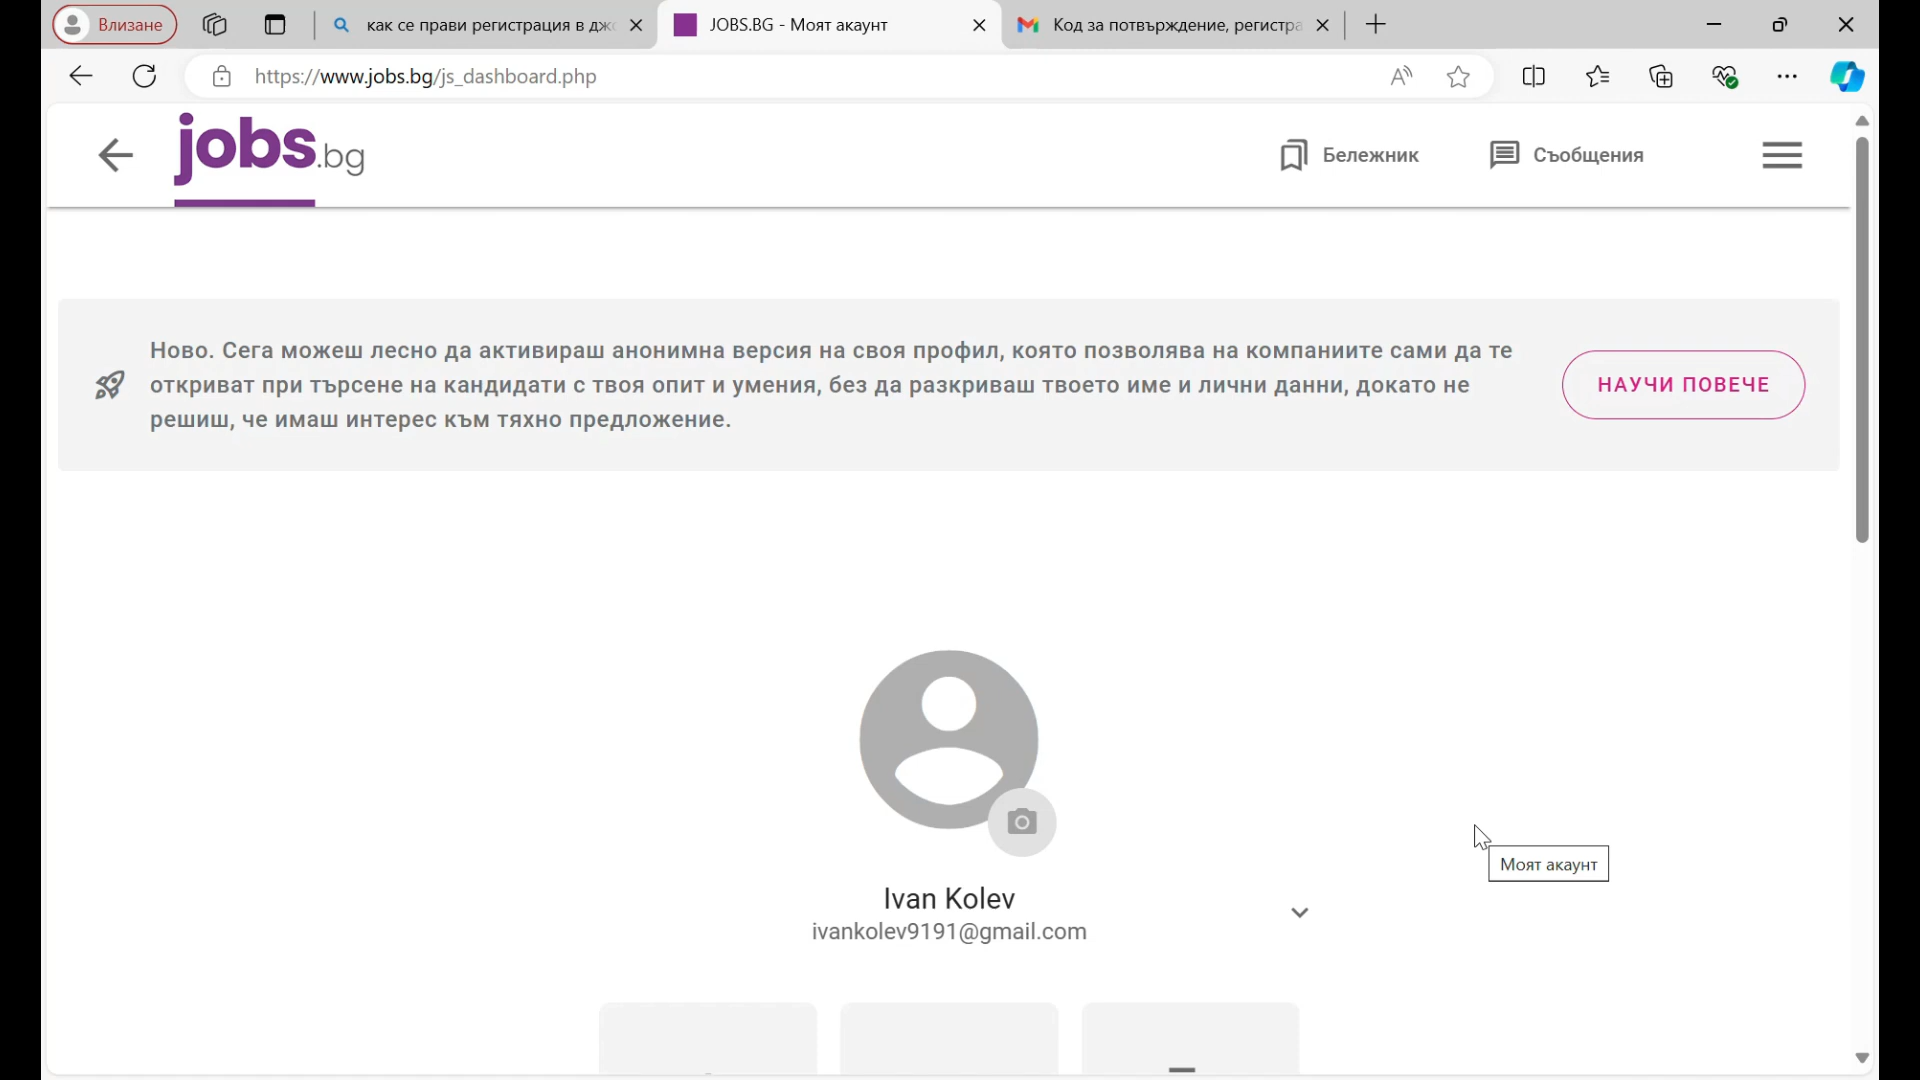 Влизане
как се прави регистрация в дж
JOBS.BG - Моят акаунт
Код за потвърждение, регистра
https://www.jobs.bg/js_dashboard.php
jobs.bg
Бележник
Съобщения
Ново. Сега можеш лесно да активираш анонимна версия на своя профил, която позволява на компаниите сами да те
откриват при търсене на кандидати с твоя опит и умения, без да разкриваш твоето име и лични данни, докато не
решиш, че имаш интерес към тяхно предложение.
НАУЧИ ПОВЕЧЕ
Моят акаунт
Ivan Kolev
ivankolev9191@gmail.com